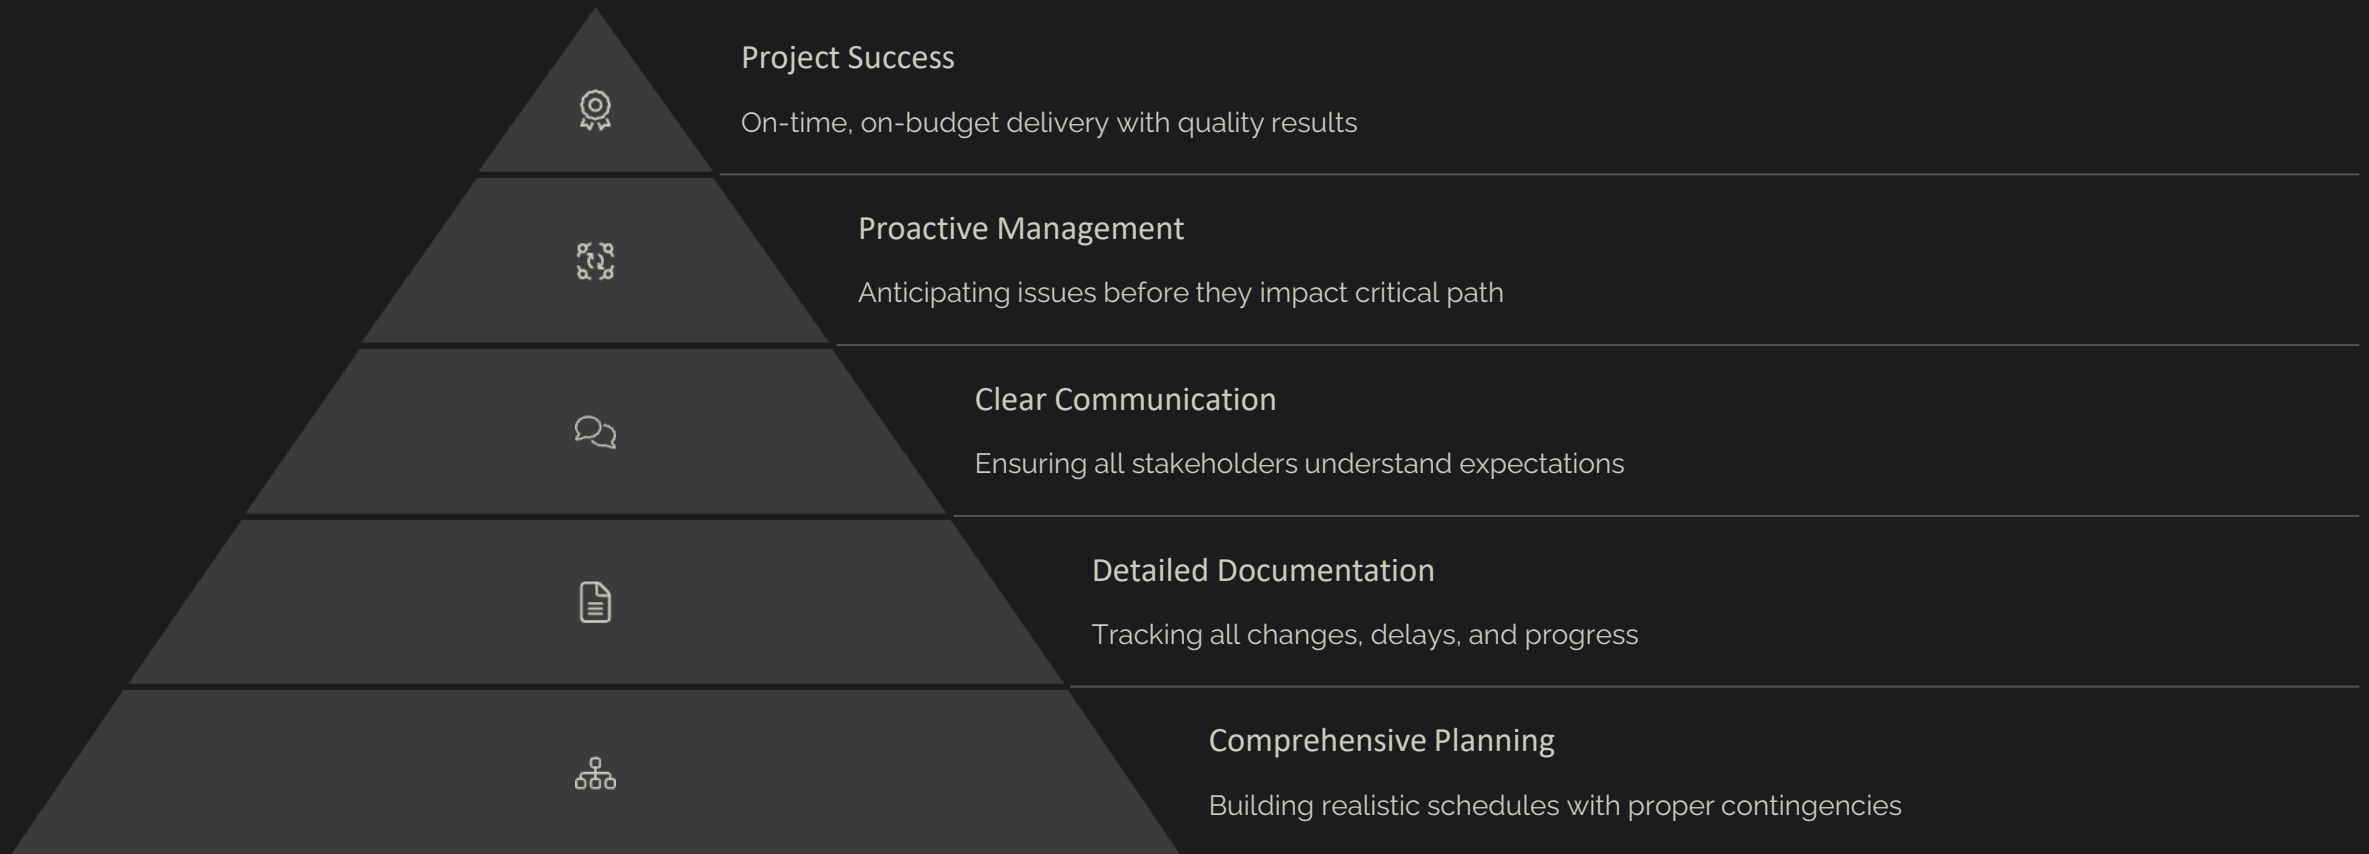 Project Success
On-time, on-budget delivery with quality results
Proactive Management
Anticipating issues before they impact critical path
Clear Communication
Ensuring all stakeholders understand expectations
Detailed Documentation
Tracking all changes, delays, and progress
Comprehensive Planning
Building realistic schedules with proper contingencies